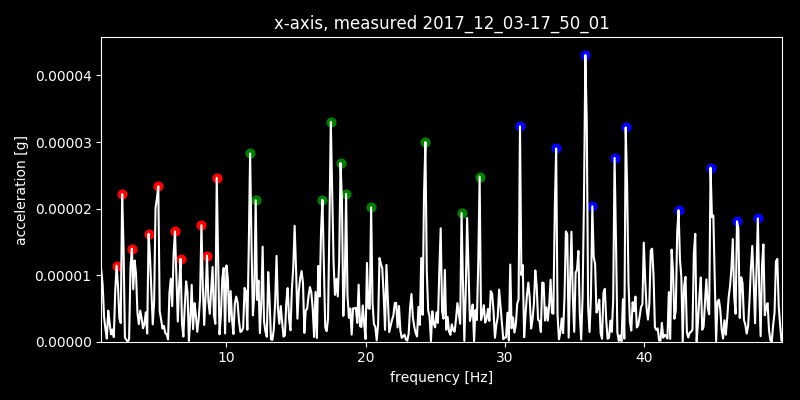 x-axis, measured 2017_12_03-17_50_01
0.00004
0.00003
0.00002
0.00001
0.00000
acceleration [g]
10 20 30 40
frequency [Hz]